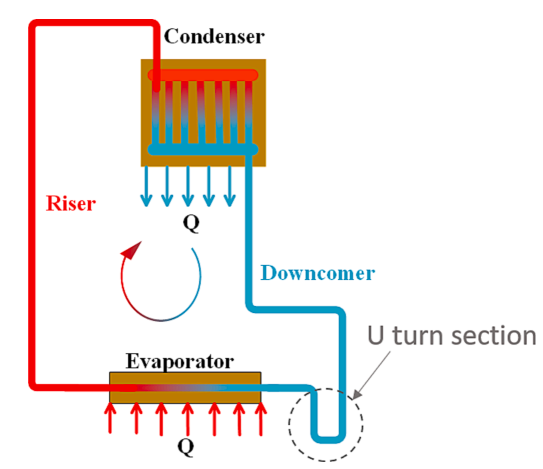 Condenser
Riser
Q
Downcomer
U turn section
Evaporator
Q